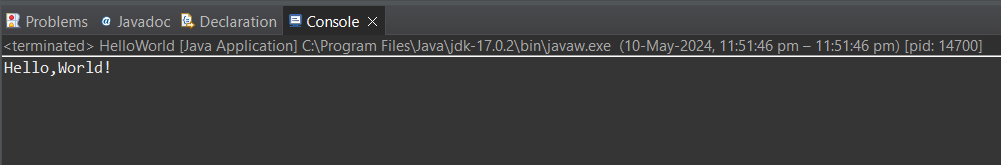 Problems @ Javadoc Declaration Console
<terminated> HelloWorld [Java Application] C:\Program Files\Java\jdk-17.0.2\bin\javaw.exe (10-May-2024, 11:51:46 pm – 11:51:46 pm) [pid: 14700]
Hello,World!